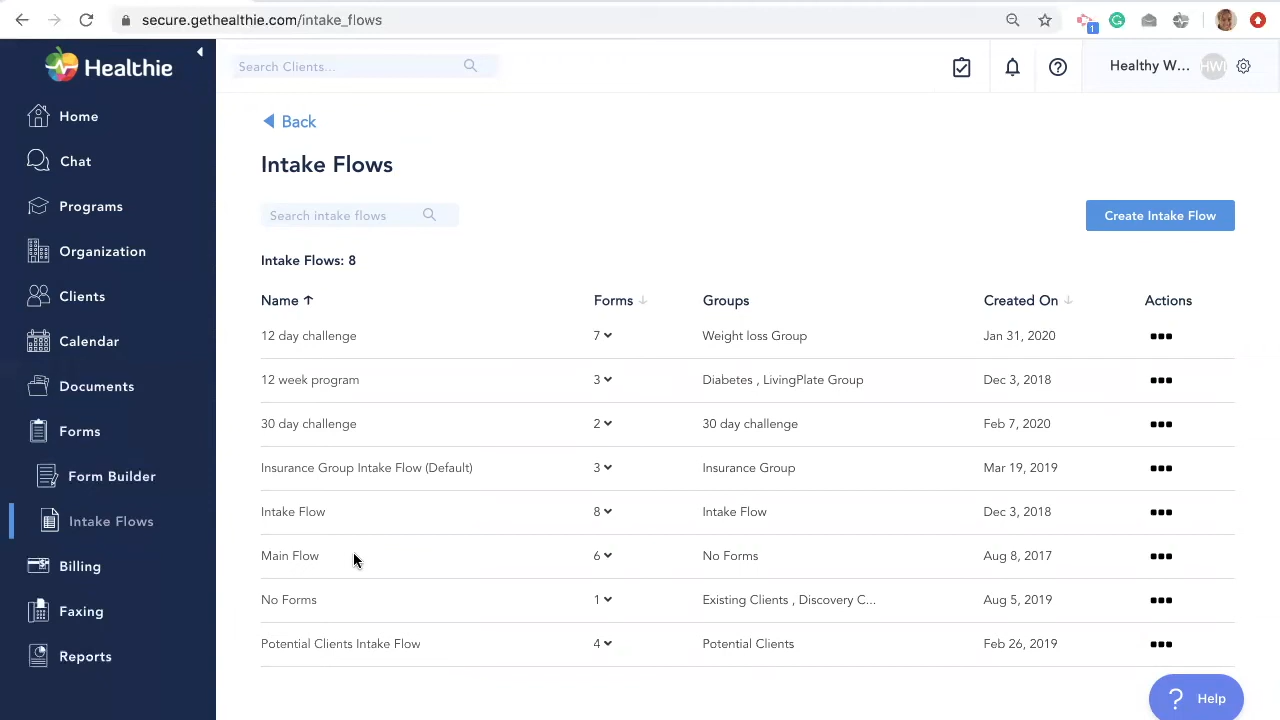 secure.gethealthie.com/intake_flows
1
Healthie
Search Clients...
Healthy W... HWL
Home
Chat
Programs
Organization
Clients
Calendar
Documents
Forms
Form Builder
Intake Flows
Billing
Faxing
Reports
Back
Intake Flows
Search intake flows
Create Intake Flow
Intake Flows: 8
Name ↑ Forms ↓ Groups Created On ↓ Actions
12 day challenge 7 Weight loss Group Jan 31, 2020
12 week program 3 Diabetes , LivingPlate Group Dec 3, 2018
30 day challenge 2 30 day challenge Feb 7, 2020
Insurance Group Intake Flow (Default) 3 Insurance Group Mar 19, 2019
Intake Flow 8 Intake Flow Dec 3, 2018
Main Flow 6 No Forms Aug 8, 2017
No Forms 1 Existing Clients , Discovery C... Aug 5, 2019
Potential Clients Intake Flow 4 Potential Clients Feb 26, 2019
? Help